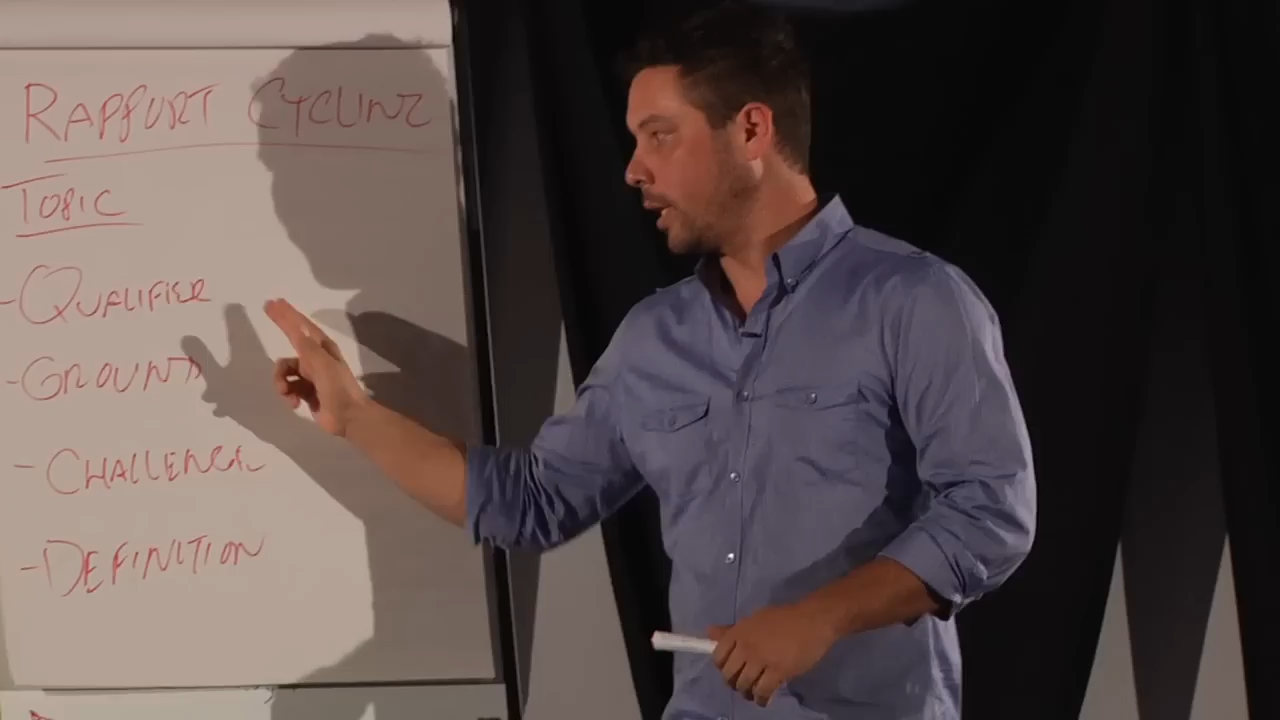 RAPPORT CYCLING
TOPIC
-QUALIFIER
-GROUND
-CHALLENGE
-DEFINITION